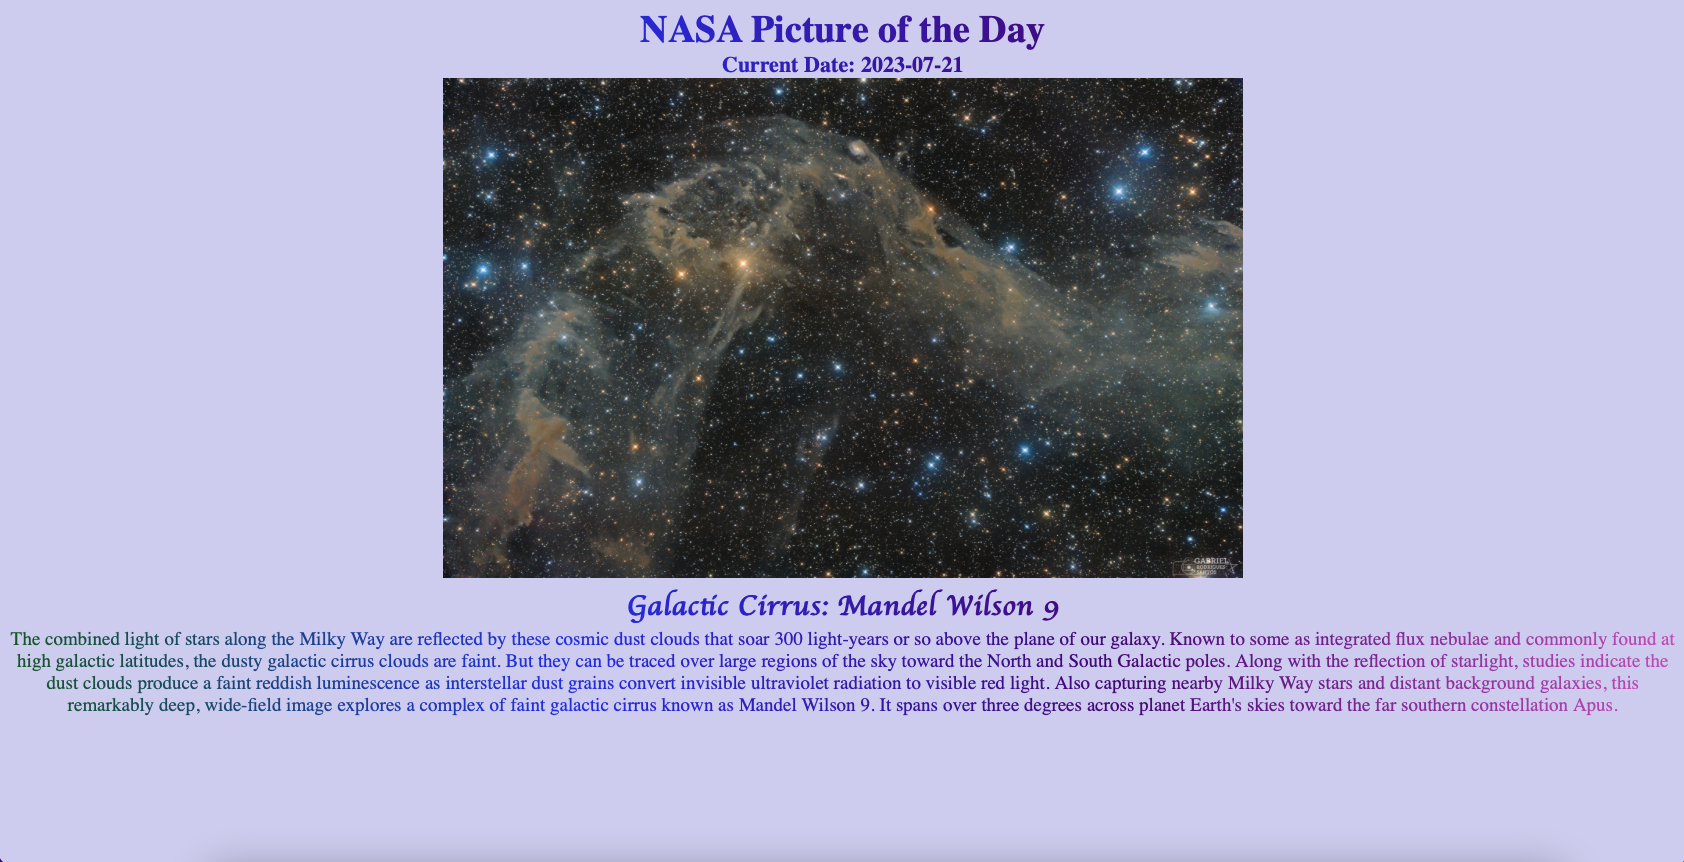 NASA Picture of the Day
Current Date: 2023-07-21
GABRIEL
RODRIGUES
SANTOS
Galactic Cirrus: Mandel Wilson 9
The combined light of stars along the Milky Way are reflected by these cosmic dust clouds that soar 300 light-years or so above the plane of our galaxy. Known to some as integrated flux nebulae and commonly found at
high galactic latitudes, the dusty galactic cirrus clouds are faint. But they can be traced over large regions of the sky toward the North and South Galactic poles. Along with the reflection of starlight, studies indicate the
dust clouds produce a faint reddish luminescence as interstellar dust grains convert invisible ultraviolet radiation to visible red light. Also capturing nearby Milky Way stars and distant background galaxies, this
remarkably deep, wide-field image explores a complex of faint galactic cirrus known as Mandel Wilson 9. It spans over three degrees across planet Earth's skies toward the far southern constellation Apus.